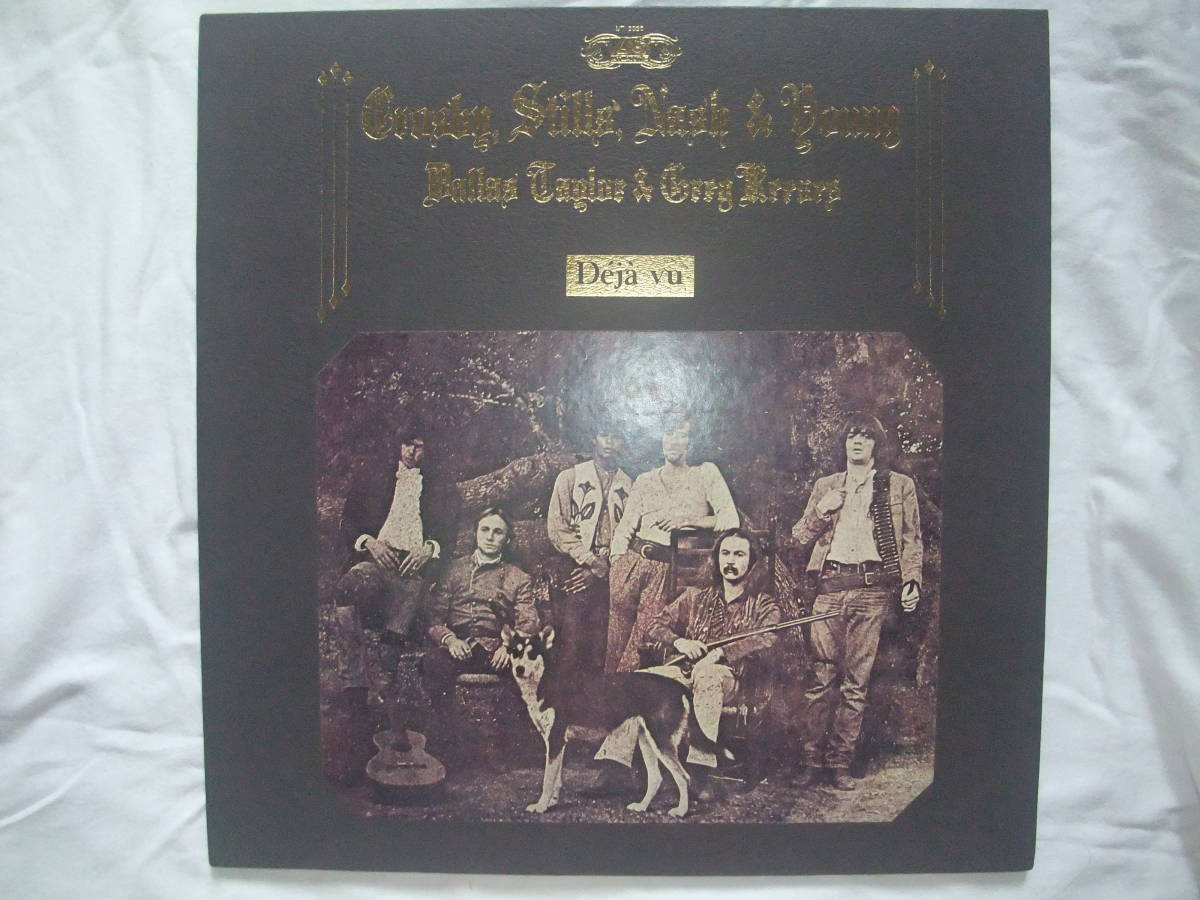 Crosby, Stills, Nash & Young
Dallas Taylor & Greg Reeves
Déjà vu